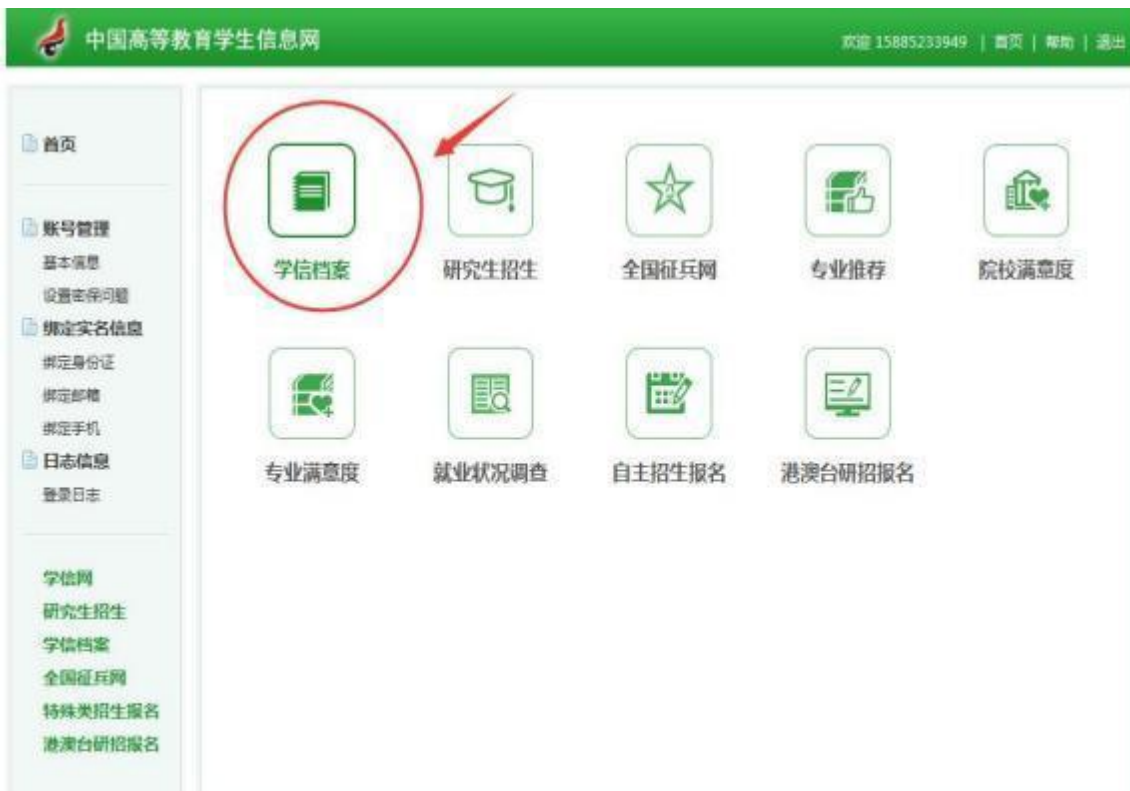 中国高等教育学生信息网
欢迎 15885233949 | 首页 | 帮助 | 退出
首页
账号管理
基本信息
设置密保问题
绑定实名信息
绑定身份证
绑定邮箱
绑定手机
日志信息
登录日志
学信网
研究生招生
学信档案
全国征兵网
特殊类招生报名
港澳台研招报名
学信档案
研究生招生
全国征兵网
专业推荐
院校满意度
专业满意度
就业状况调查
自主招生报名
港澳台研招报名